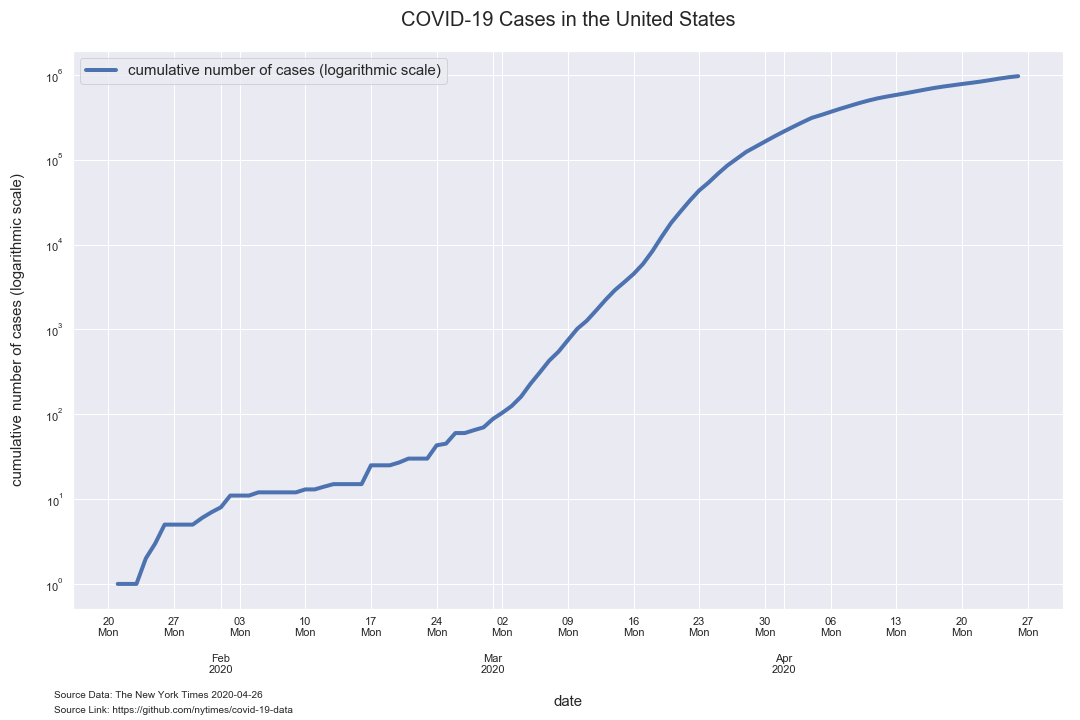 COVID-19 Cases in the United States
cumulative number of cases (logarithmic scale)
cumulative number of cases (logarithmic scale)
10⁶
10⁵
10⁴
10³
10²
10¹
10⁰
20 27 03 10 17 24 02 09 16 23 30 06 13 20 27
Mon Mon Mon Mon Mon Mon Mon Mon Mon Mon Mon Mon Mon Mon Mon
Feb Mar Apr
2020 2020 2020
date
Source Data: The New York Times 2020-04-26
Source Link: https://github.com/nytimes/covid-19-data